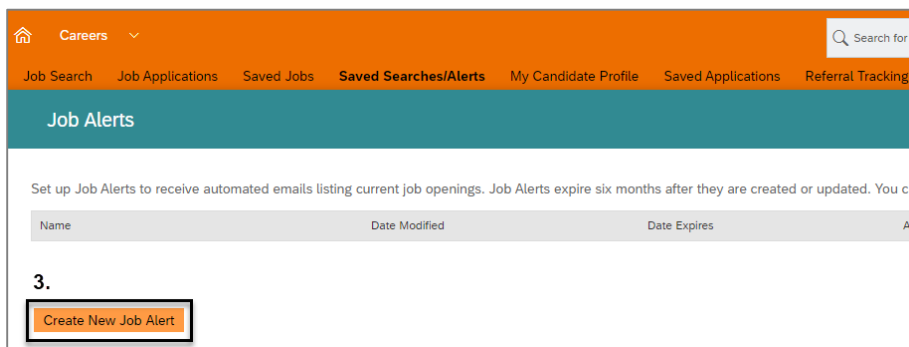 Careers
Search for
Job Search Job Applications Saved Jobs Saved Searches/Alerts My Candidate Profile Saved Applications Referral Tracking
Job Alerts
Set up Job Alerts to receive automated emails listing current job openings. Job Alerts expire six months after they are created or updated. You c
Name Date Modified Date Expires A
3.
Create New Job Alert